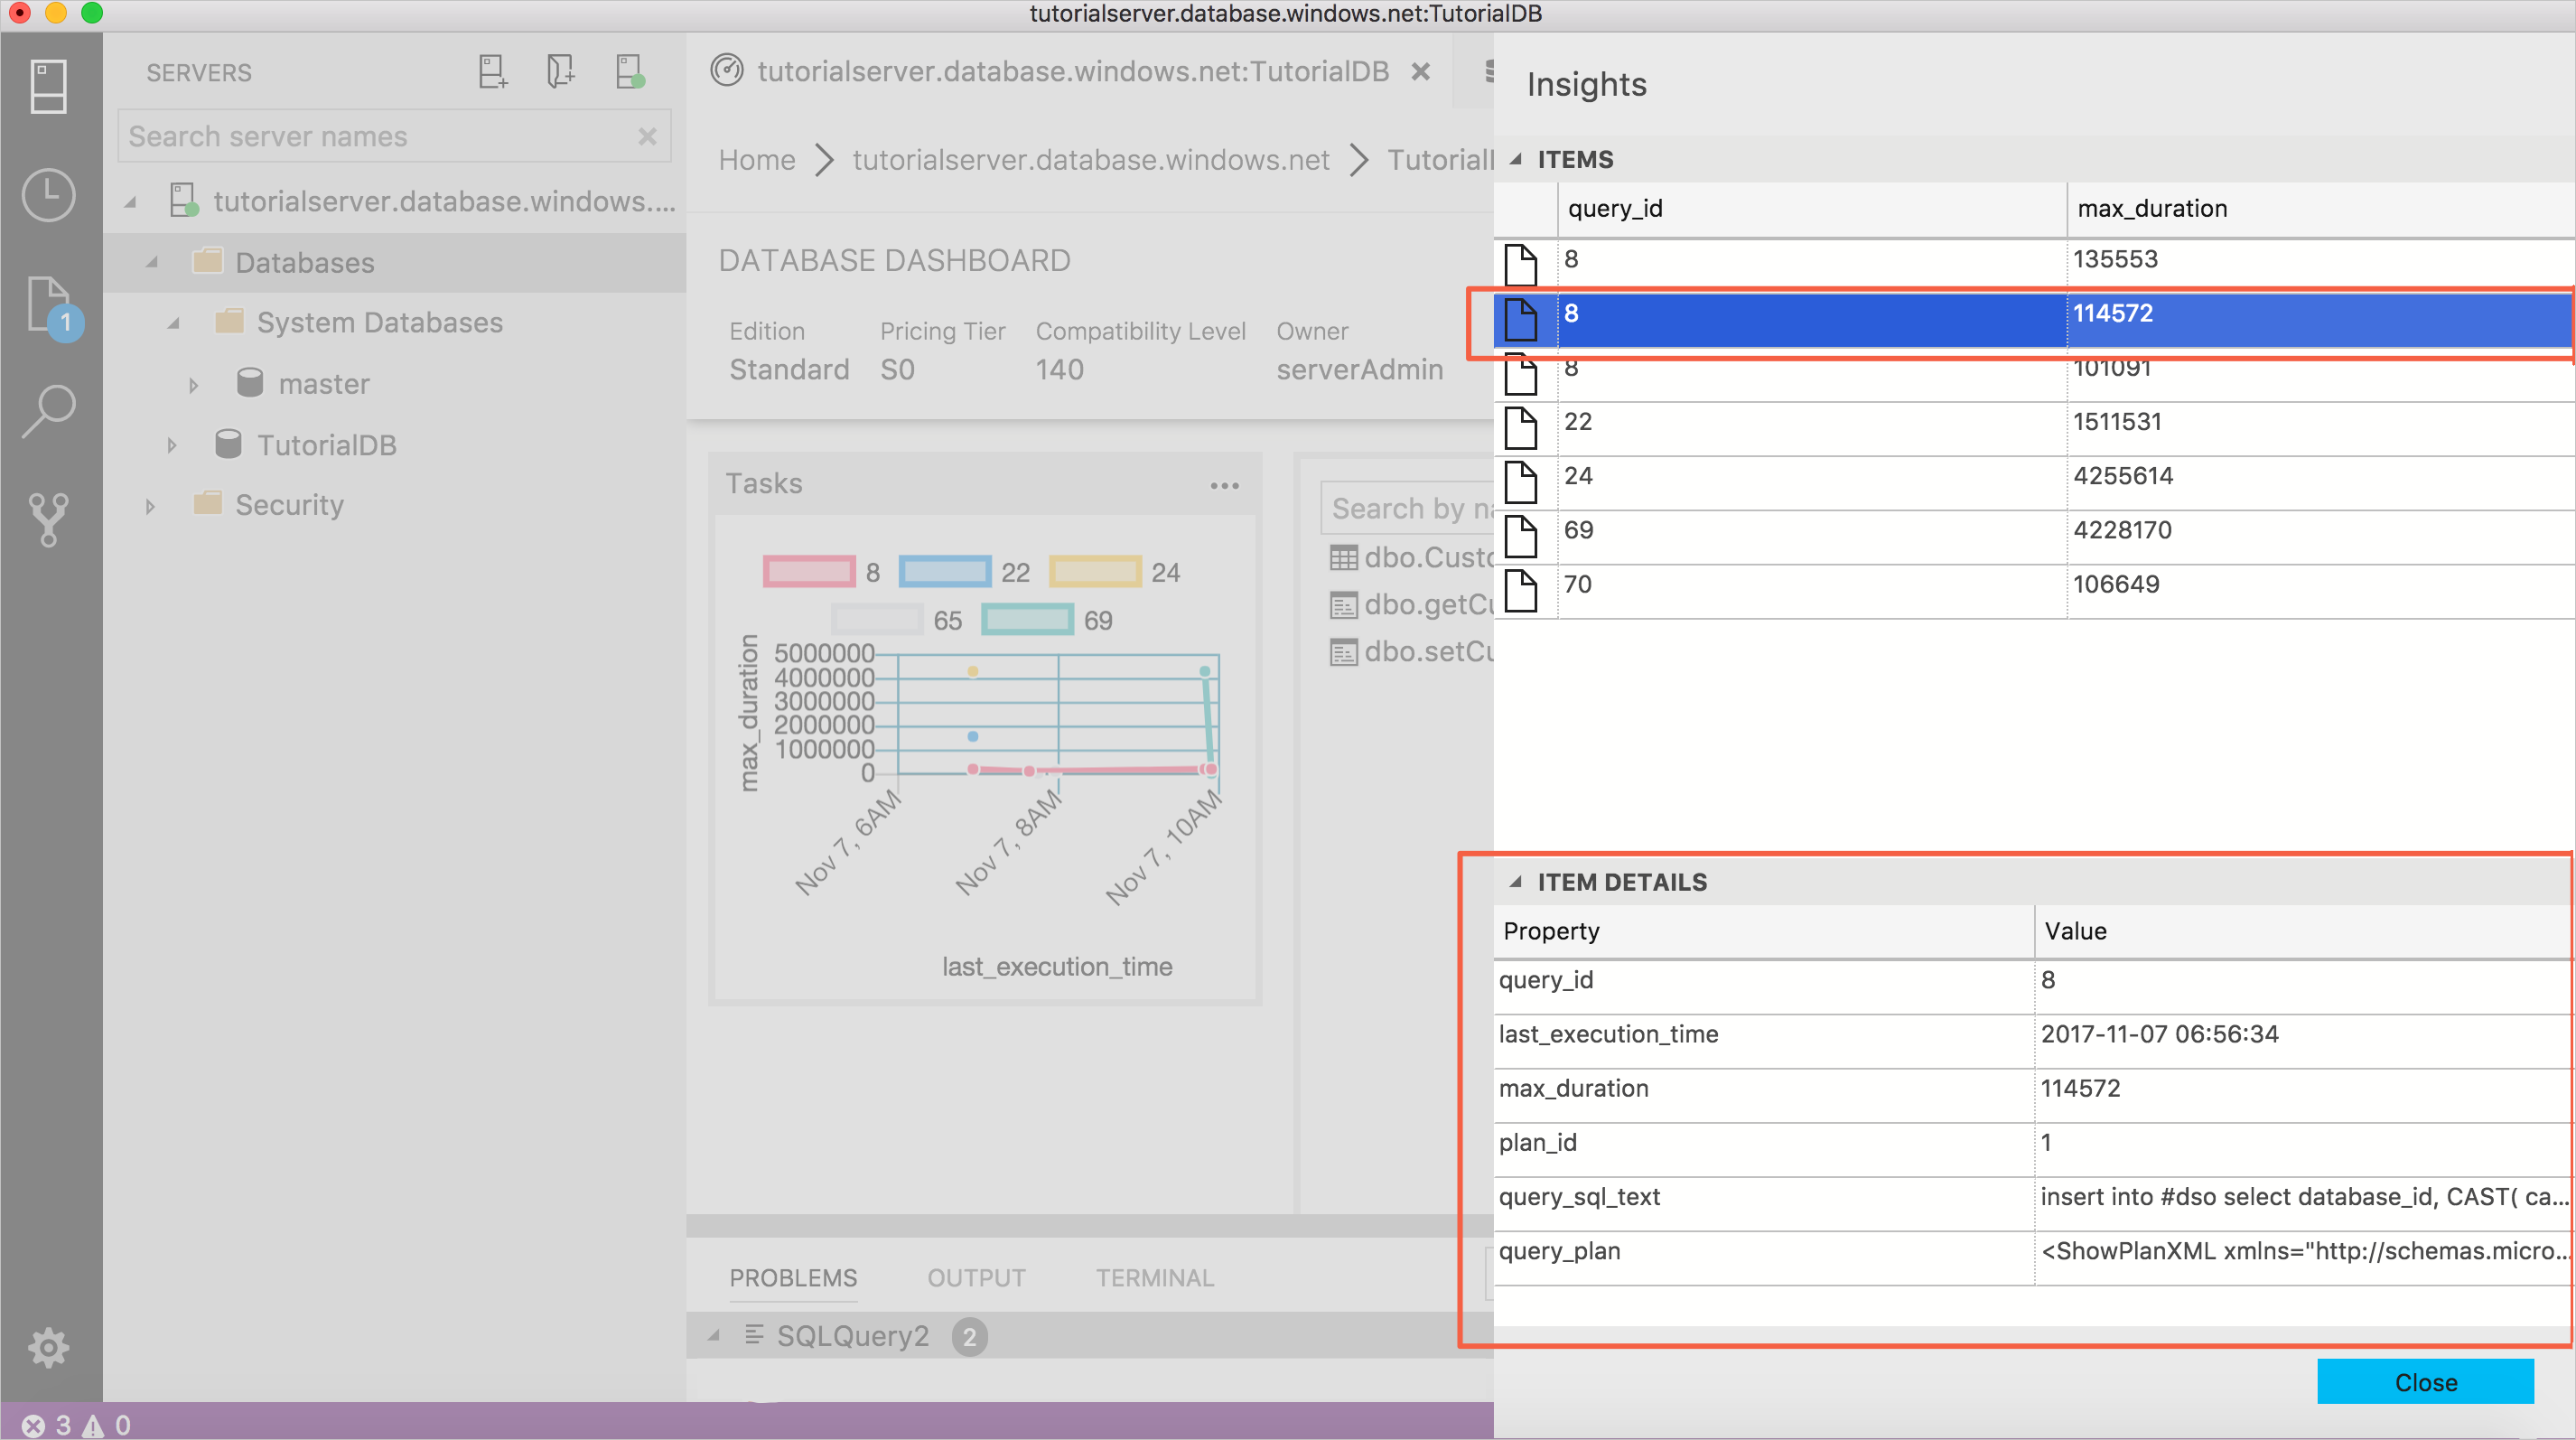 tutorialserver.database.windows.net:TutorialDB
SERVERS
Search server names
tutorialserver.database.windows....
Databases
System Databases
master
TutorialDB
Security
1
tutorialserver.database.windows.net:TutorialDB
Home tutorialserver.database.windows.net Tutorial
DATABASE DASHBOARD
Edition Pricing Tier Compatibility Level Owner
Standard S0 140 serverAdmin
Tasks
8 22 24
65 69
max_duration
5000000
4000000
3000000
2000000
1000000
0
Nov 7, 6AM
Nov 7, 8AM
Nov 7, 10AM
last_execution_time
Search by na
dbo.Custo
dbo.getCu
dbo.setCu
PROBLEMS OUTPUT TERMINAL
SQLQuery2 2
3 0
Insights
ITEMS
query_id max_duration
8 135553
8 114572
8 101091
22 1511531
24 4255614
69 4228170
70 106649
ITEM DETAILS
Property Value
query_id 8
last_execution_time 2017-11-07 06:56:34
max_duration 114572
plan_id 1
query_sql_text insert into #dso select database_id, CAST( ca...
query_plan <ShowPlanXML xmlns="http://schemas.micro...
Close